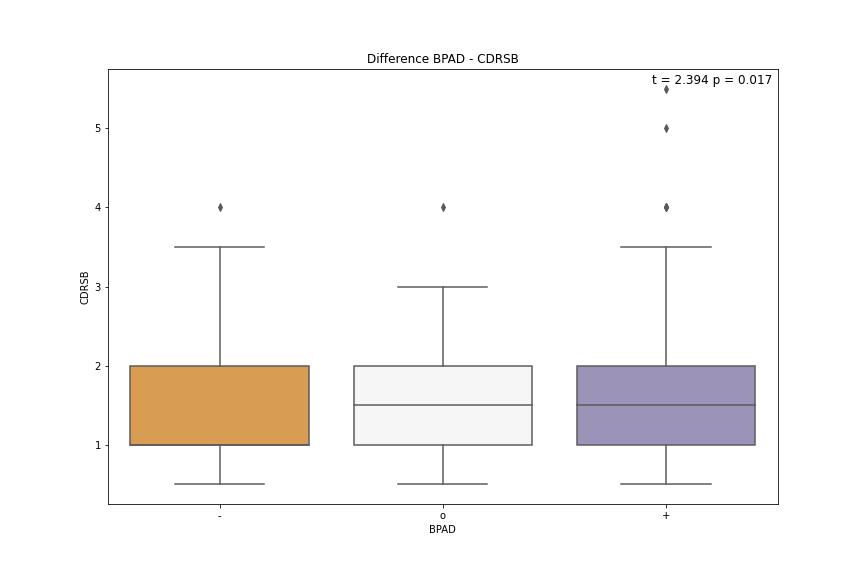 Difference BPAD - CDRSB
t = 2.394 p = 0.017
5
4
3
2
1
CDRSB
-
o
+
BPAD